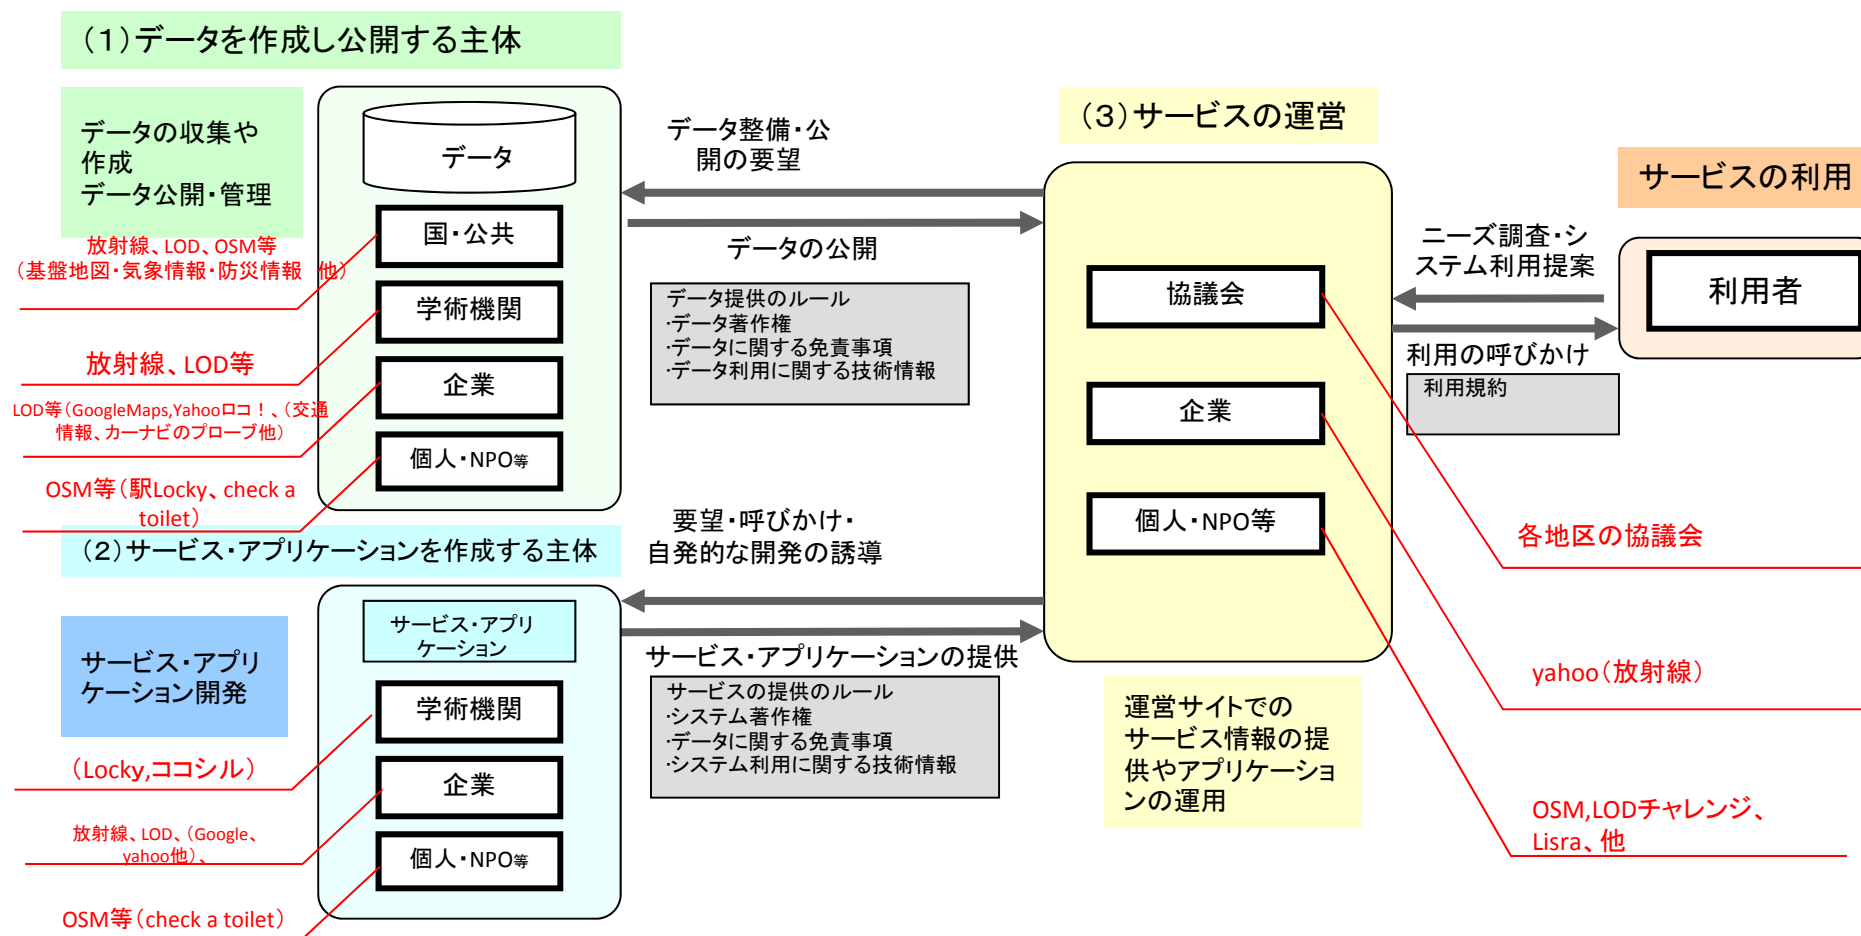 （１）データを作成し公開する主体
データの収集や
作成
データ公開・管理
データ
国・公共
学術機関
企業
個人・NPO等
放射線、LOD、OSM等
（基盤地図・気象情報・防災情報　他）
放射線、LOD等
LOD等（GoogleMaps,Yahooロコ！、（交通
情報、カーナビのプローブ他）
OSM等（駅Locky、check a
toilet）
データ整備・公
開の要望
データの公開
データ提供のルール
・データ著作権
・データに関する免責事項
・データ利用に関する技術情報
（２）サービス・アプリケーションを作成する主体
サービス・アプリ
ケーション開発
サービス・アプリ
ケーション
学術機関
企業
個人・NPO等
（Locky,ココシル）
放射線、LOD、（Google、
yahoo他）、
OSM等（check a toilet）
要望・呼びかけ・
自発的な開発の誘導
サービス・アプリケーションの提供
サービスの提供のルール
・システム著作権
・データに関する免責事項
・システム利用に関する技術情報
（３）サービスの運営
協議会
企業
個人・NPO等
運営サイトでの
サービス情報の提
供やアプリケーショ
ンの運用
サービスの利用
利用者
ニーズ調査・シ
ステム利用提案
利用の呼びかけ
利用規約
各地区の協議会
yahoo（放射線）
OSM,LODチャレンジ、
Lisra、他